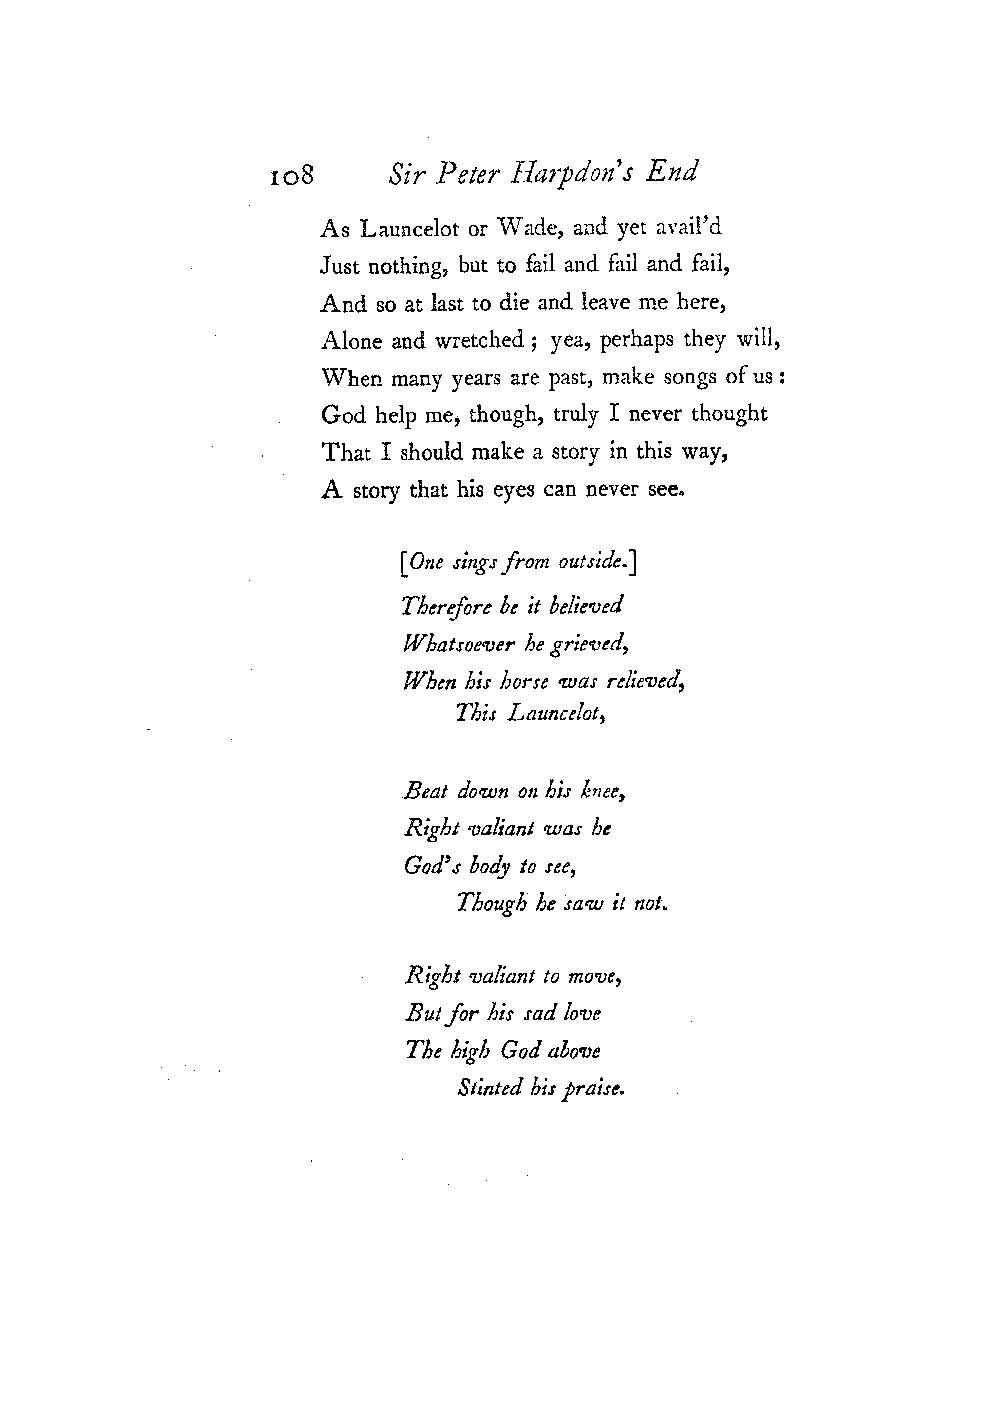 108 Sir Peter Harpdon's End
As Launcelot or Wade, and yet avail'd
Just nothing, but to fail and fail and fail,
And so at last to die and leave me here,
Alone and wretched ; yea, perhaps they will,
When many years are past, make songs of us :
God help me, though, truly I never thought
That I should make a story in this way,
A story that his eyes can never see.
[One sings from outside.]
Therefore be it believed
Whatsoever he grieved,
When his horse was relieved,
This Launcelot,
Beat down on his knee,
Right valiant was he
God's body to see,
Though he saw it not.
Right valiant to move,
But for his sad love
The high God above
Stinted his praise.